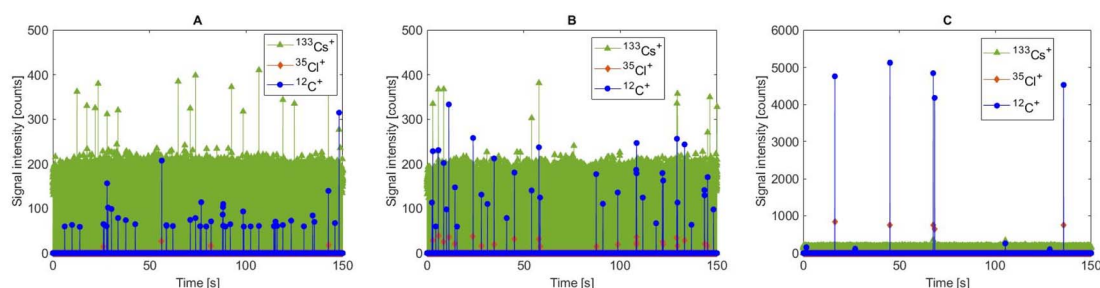 A
500
400
300
200
100
0
Signal Intensity [counts]
0 50 100 150
Time [s]
¹³³Cs⁺
³⁵Cl⁺
¹²C⁺
B
500
400
300
200
100
0
Signal Intensity [counts]
0 50 100 150
Time [s]
¹³³Cs⁺
³⁵Cl⁺
¹²C⁺
C
6000
5000
4000
3000
2000
1000
0
Signal Intensity [counts]
0 50 100 150
Time [s]
¹³³Cs⁺
³⁵Cl⁺
¹²C⁺